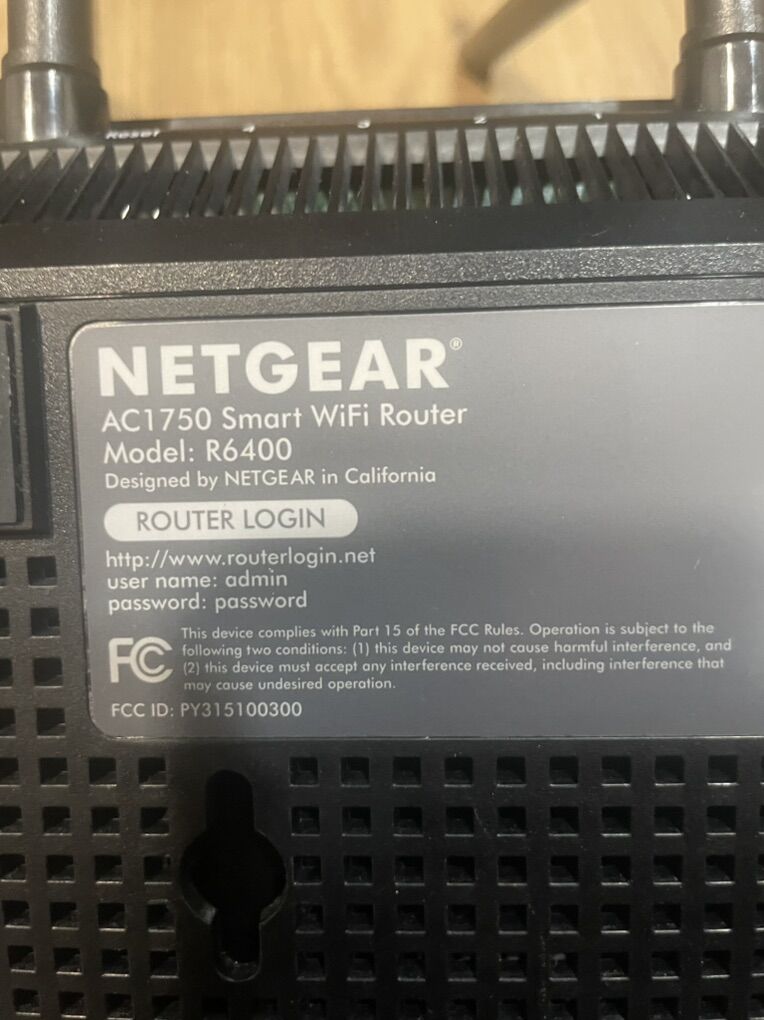 Reset
NETGEAR®
AC1750 Smart WiFi Router
Model: R6400
Designed by NETGEAR in California
ROUTER LOGIN
http://www.routerlogin.net
user name: admin
password: password
FC
This device complies with Part 15 of the FCC Rules. Operation is subject to the
following two conditions: (1) this device may not cause harmful interference, and
(2) this device must accept any interference received, including interference that
may cause undesired operation.
FCC ID: PY315100300